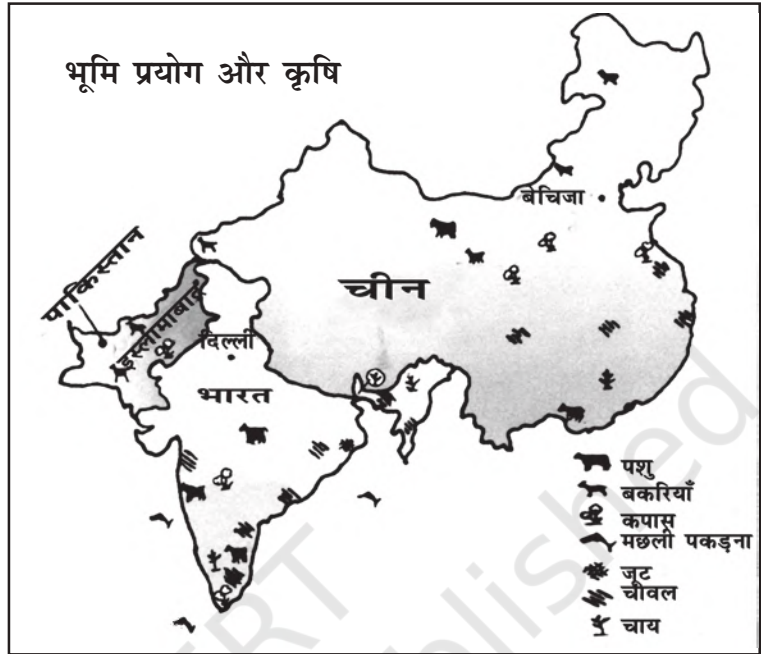 भूमि प्रयोग और कृषि
बेचिजा
चीन
पाकिस्तान
इस्लामाबाद
दिल्ली
भारत
पशु
बकरियाँ
कपास
मछली पकड़ना
जूट
चीवल
चाय